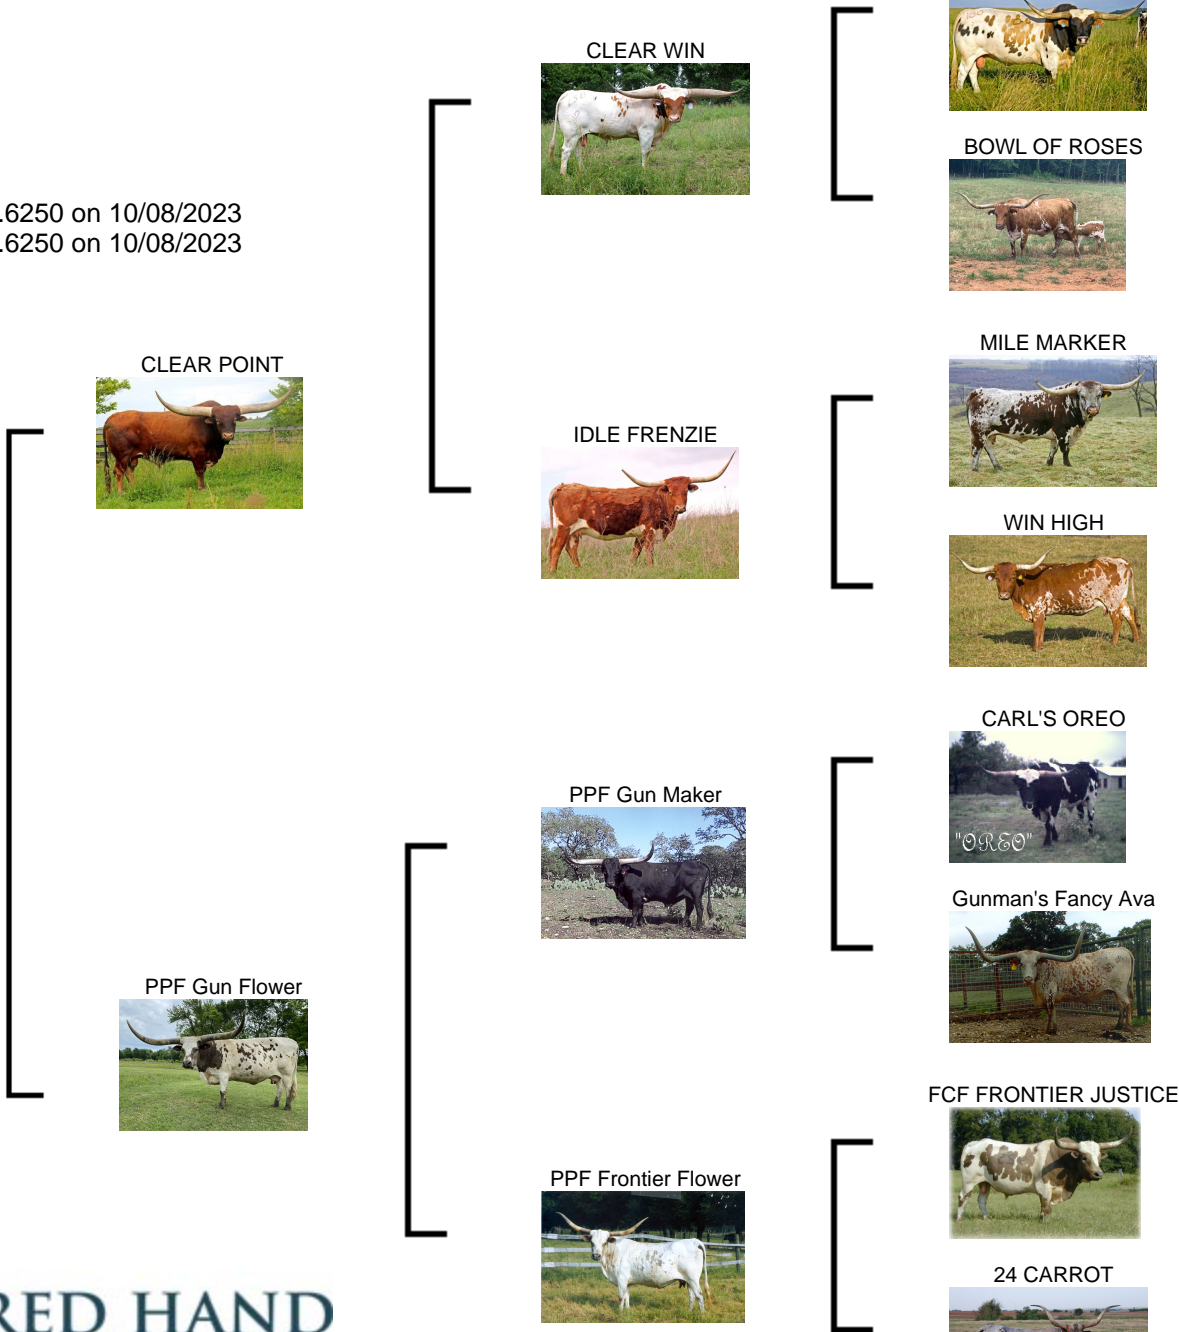 CLEAR WIN
BOWL OF ROSES
.6250 on 10/08/2023
.6250 on 10/08/2023
MILE MARKER
CLEAR POINT
IDLE FRENZIE
WIN HIGH
CARL'S OREO
PPF Gun Maker
"OREO"
Gunman's Fancy Ava
PPF Gun Flower
FCF FRONTIER JUSTICE
PPF Frontier Flower
24 CARROT
RED HAND